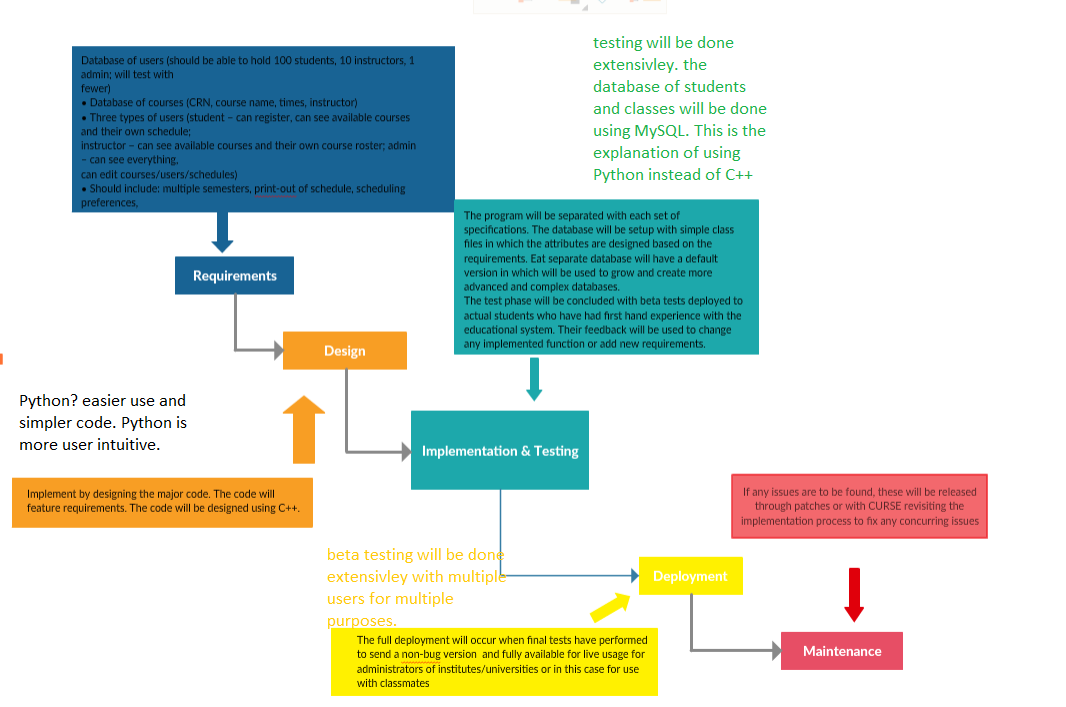 Database of users (should be able to hold 100 students, 10 instructors, 1
admin; will test with
fewer)
• Database of courses (CRN, course name, times, instructor)
• Three types of users (student – can register, can see available courses
and their own schedule;
instructor – can see available courses and their own course roster; admin
– can see everything,
can edit courses/users/schedules)
• Should include: multiple semesters, print-out of schedule, scheduling
preferences,
testing will be done
extensivley. the
database of students
and classes will be done
using MySQL. This is the
explanation of using
Python instead of C++
The program will be separated with each set of
specifications. The database will be setup with simple class
files in which the attributes are designed based on the
requirements. Eat separate database will have a default
version in which will be used to grow and create more
advanced and complex databases.
The test phase will be concluded with beta tests deployed to
actual students who have had first hand experience with the
educational system. Their feedback will be used to change
any implemented function or add new requirements.
Requirements
Design
Python? easier use and
simpler code. Python is
more user intuitive.
Implementation & Testing
Implement by designing the major code. The code will
feature requirements. The code will be designed using C++.
If any issues are to be found, these will be released
through patches or with CURSE revisiting the
implementation process to fix any concurring issues
beta testing will be done
extensivley with multiple
users for multiple
purposes.
Deployment
The full deployment will occur when final tests have performed
to send a non-bug version and fully available for live usage for
administrators of institutes/universities or in this case for use
with classmates
Maintenance